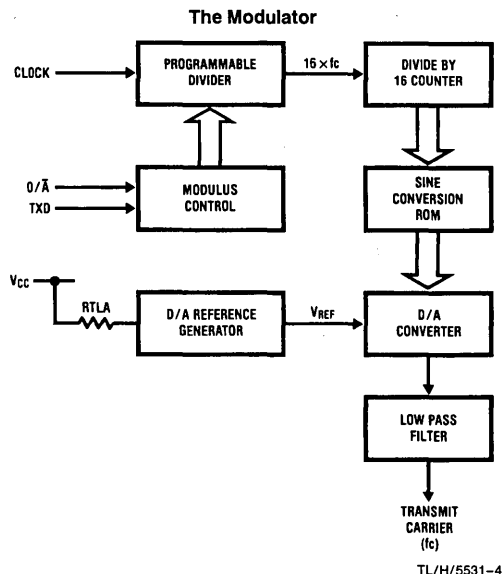 The Modulator
CLOCK
PROGRAMMABLE
DIVIDER
16 × fc
DIVIDE BY
16 COUNTER
O/A̅
TXD
MODULUS
CONTROL
SINE
CONVERSION
ROM
VCC
RTLA
D/A REFERENCE
GENERATOR
VREF
D/A
CONVERTER
LOW PASS
FILTER
TRANSMIT
CARRIER
(fc)
TL/H/5531–4